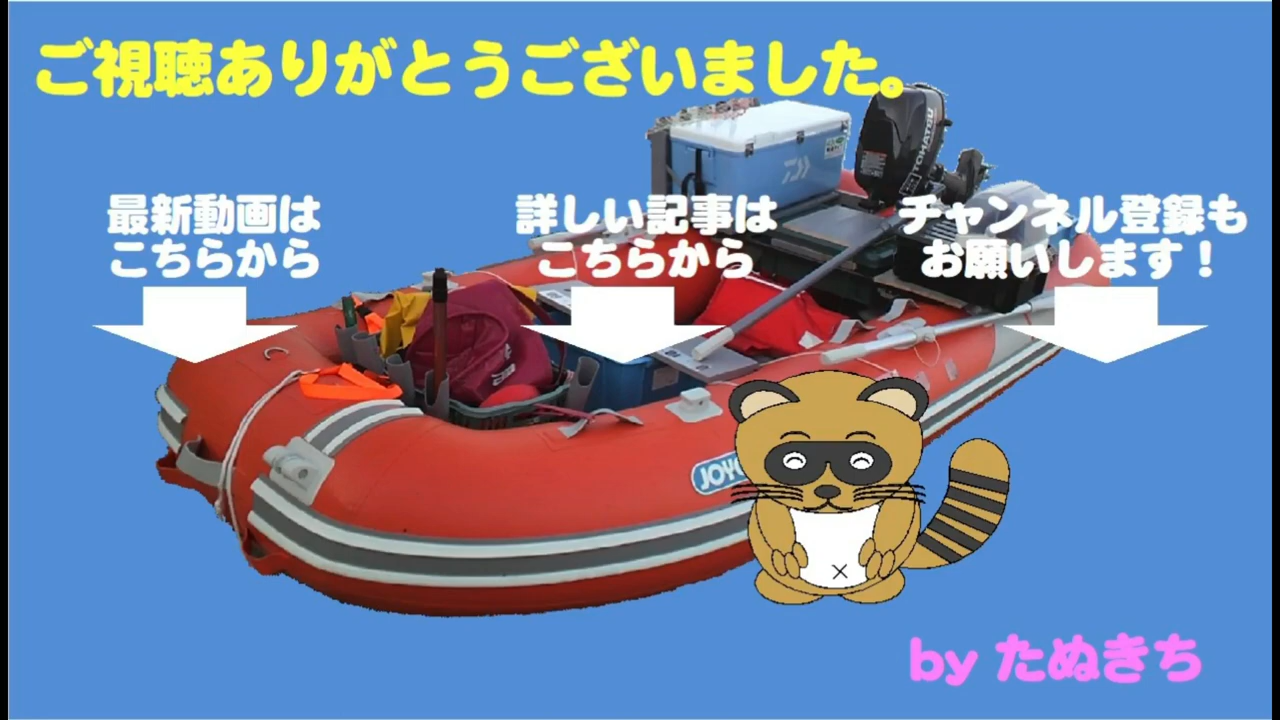 ご視聴ありがとうございました。
最新動画は
こちらから
詳しい記事は
こちらから
チャンネル登録も
お願いします！
TOHATSU
by たぬきち